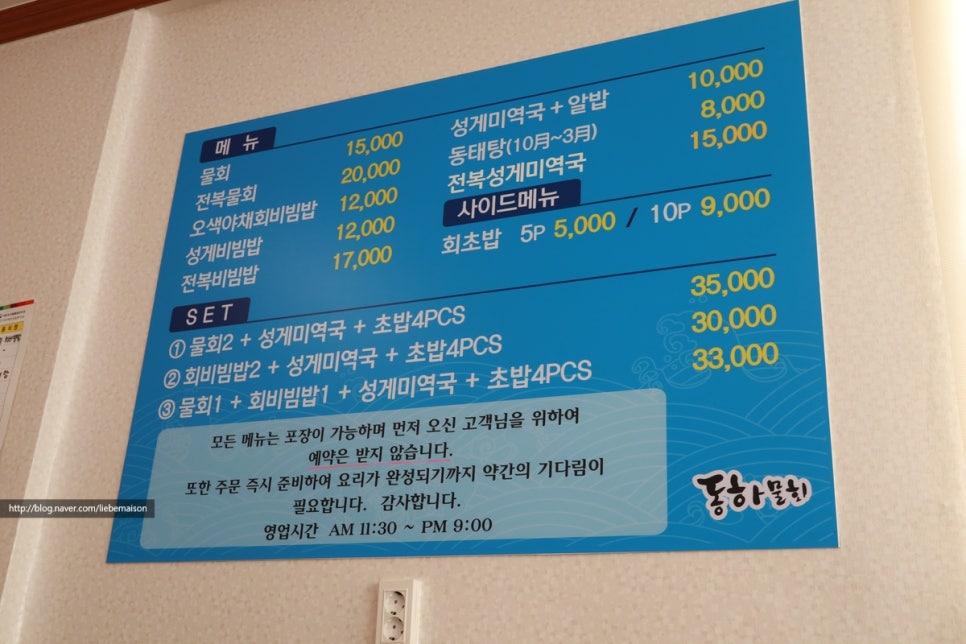 메 뉴
물회 15,000
전복물회 20,000
오색야채회비빔밥 12,000
성게비빔밥 12,000
전복비빔밥 17,000
성게미역국 + 알밥 10,000
동태탕(10月~3月) 8,000
전복성게미역국 15,000
사이드메뉴
회초밥 5P 5,000 / 10P 9,000
SET
① 물회2 + 성게미역국 + 초밥4PCS 35,000
② 회비빔밥2 + 성게미역국 + 초밥4PCS 30,000
③ 물회1 + 회비빔밥1 + 성게미역국 + 초밥4PCS 33,000
모든 메뉴는 포장이 가능하며 먼저 오신 고객님을 위하여
예약은 받지 않습니다.
또한 주문 즉시 준비하여 요리가 완성되기까지 약간의 기다림이
필요합니다. 감사합니다.
영업시간 AM 11:30 ~ PM 9:00
동하물회
http://blog.naver.com/liebemaison